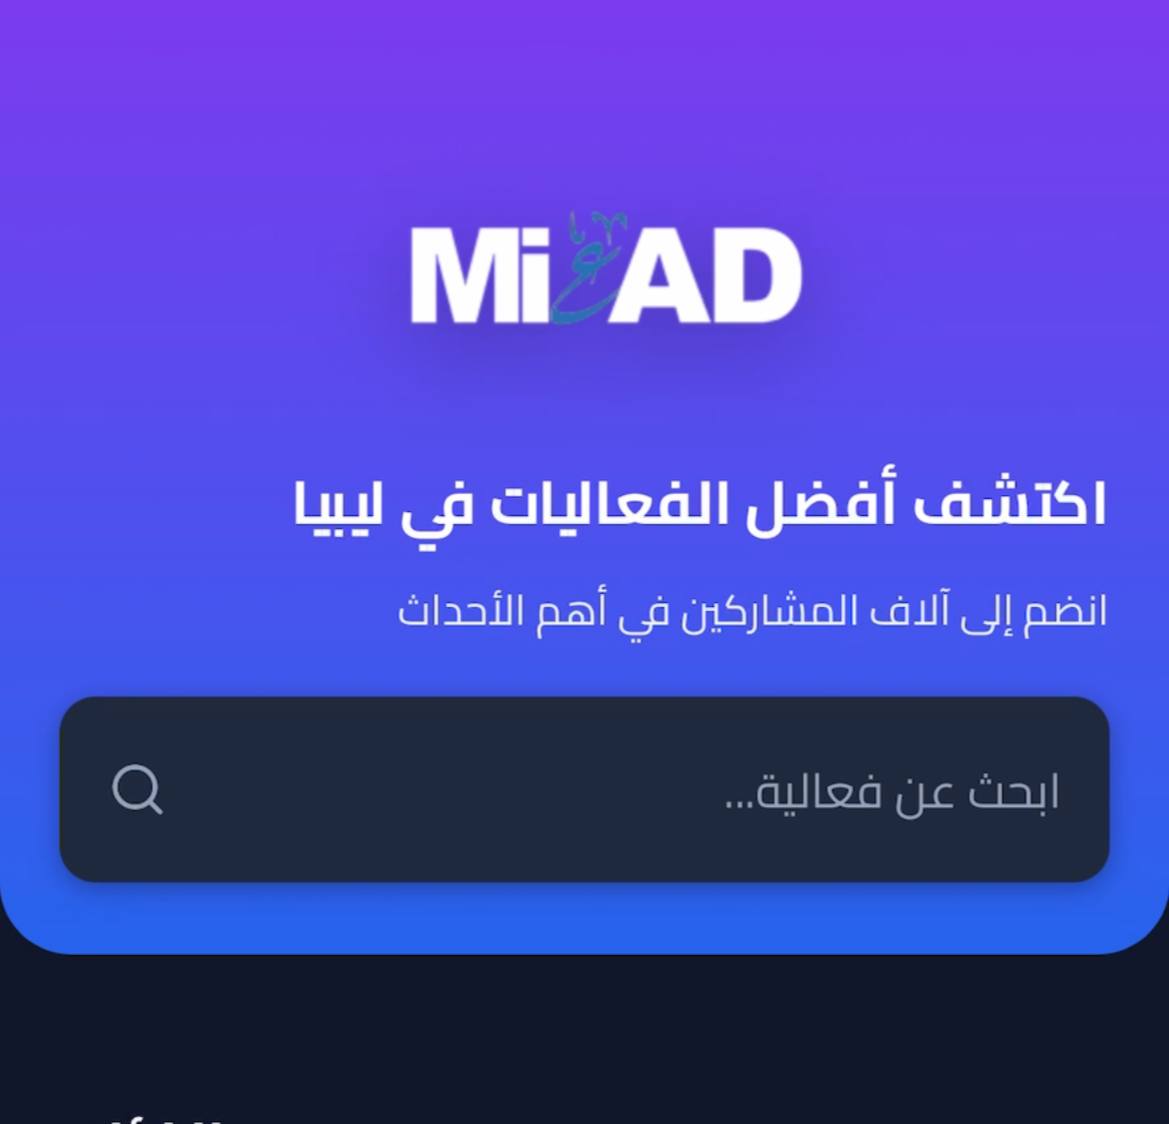 MiعAD
اكتشف أفضل الفعاليات في ليبيا
انضم إلى آلاف المشاركين في أهم الأحداث
ابحث عن فعالية...